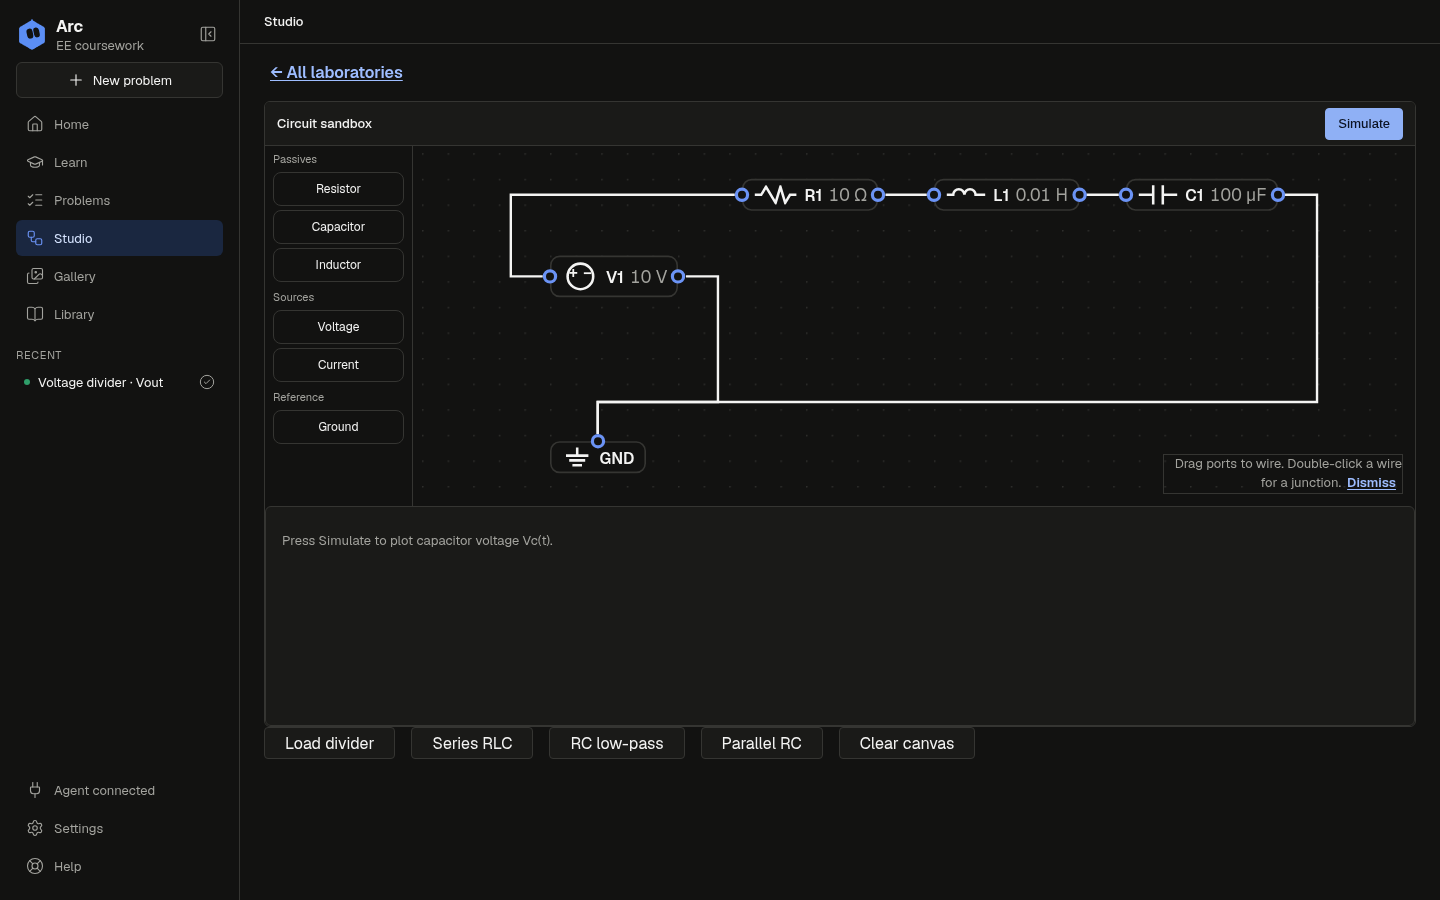 Arc
EE coursework
New problem
Home
Learn
Problems
Studio
Gallery
Library
RECENT
Voltage divider · Vout
Agent connected
Settings
Help
Studio
← All laboratories
Circuit sandbox
Simulate
Passives
Resistor
Capacitor
Inductor
Sources
Voltage
Current
Reference
Ground
R1 10 Ω
L1 0.01 H
C1 100 µF
V1 10 V
GND
Drag ports to wire. Double-click a wire
for a junction. Dismiss
Press Simulate to plot capacitor voltage Vc(t).
Load divider
Series RLC
RC low-pass
Parallel RC
Clear canvas